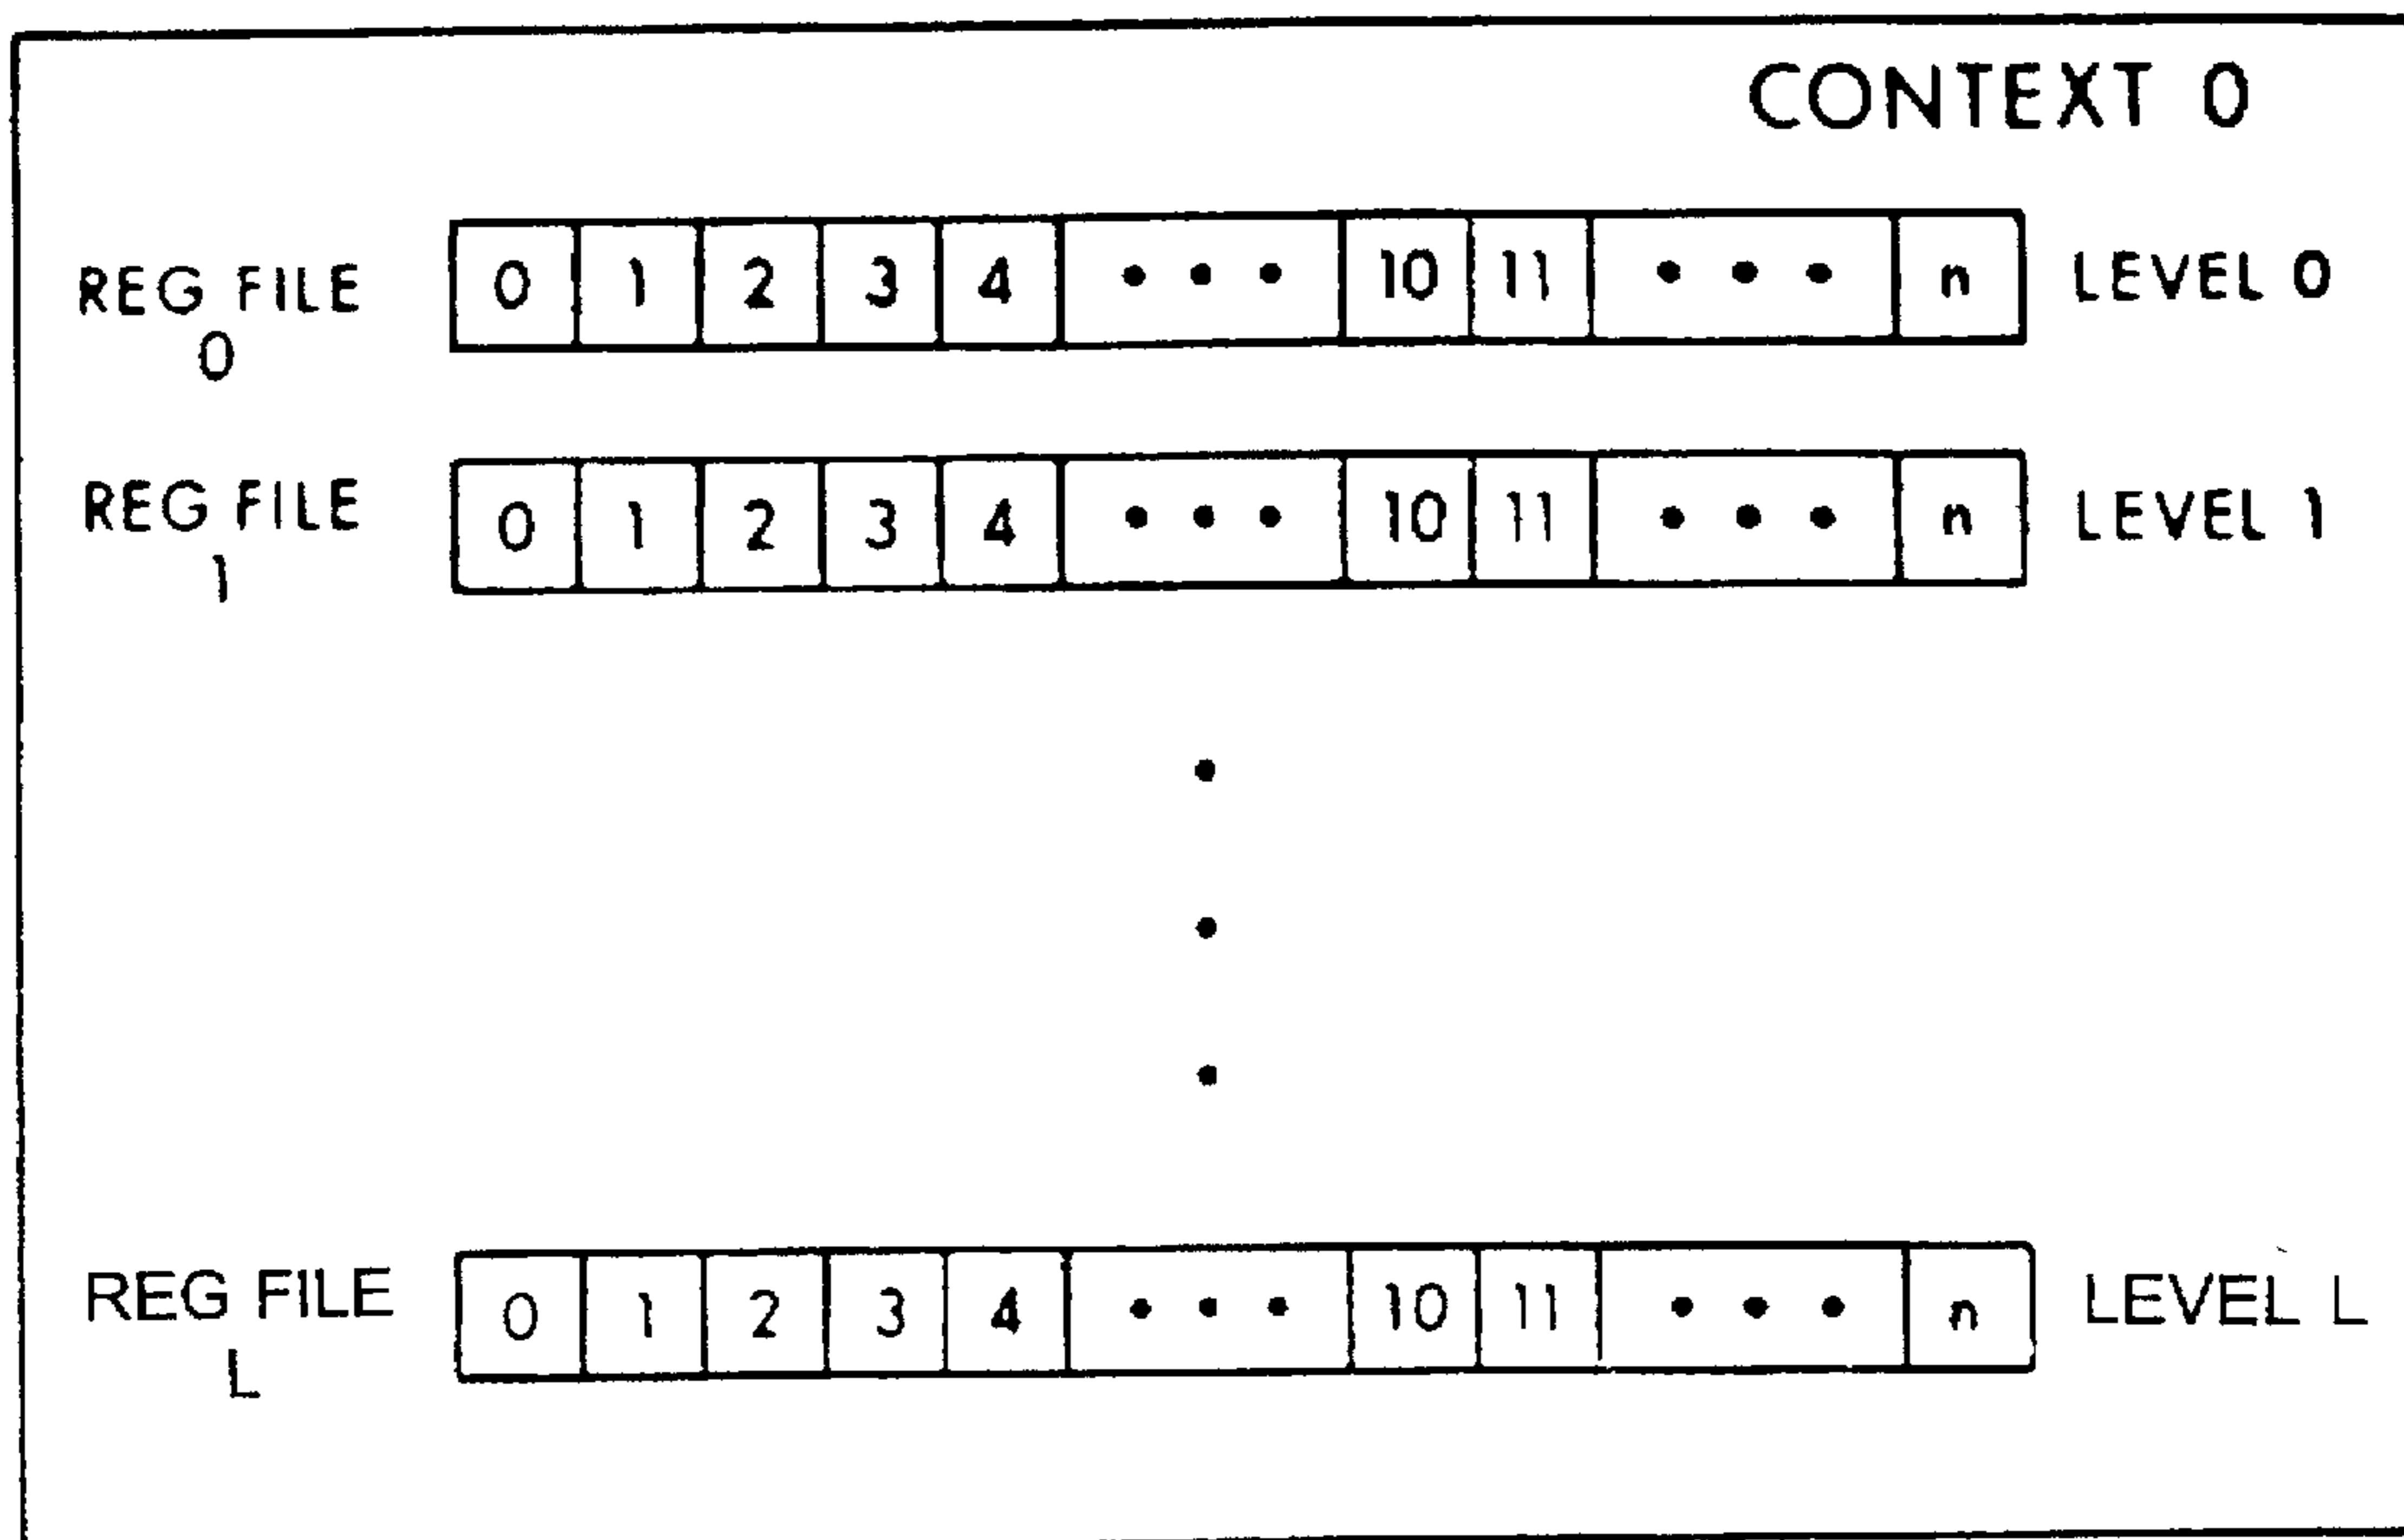 CONTEXT 0
REG FILE 0 1 2 3 4 • • • 10 11 • • • n LEVEL 0
0
REG FILE 0 1 2 3 4 • • • 10 11 • • • n LEVEL 1
1
•
•
•
REG FILE 0 1 2 3 4 • • • 10 11 • • • n LEVEL L
L